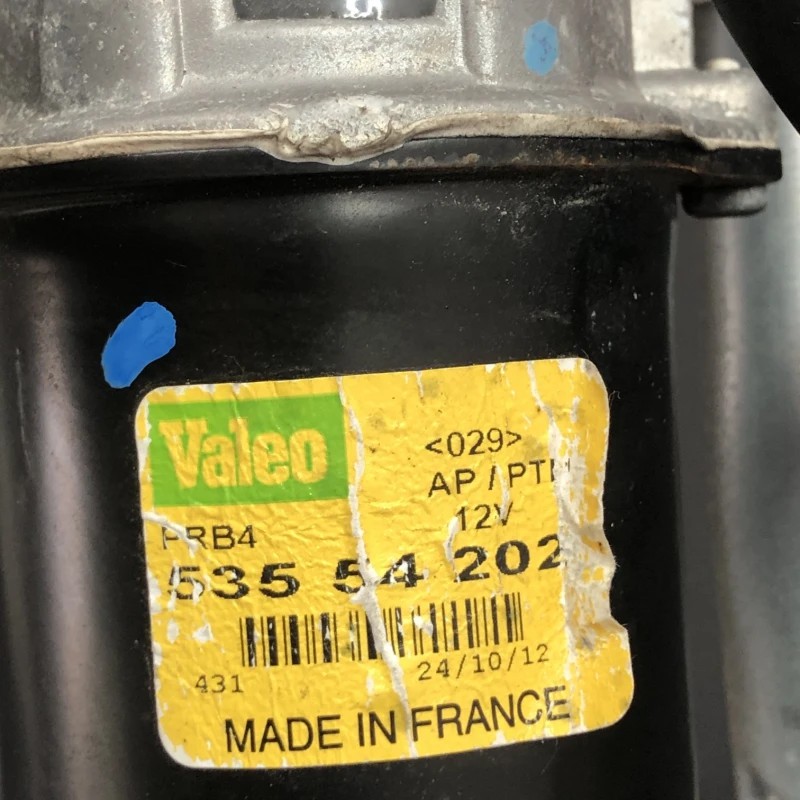 Valeo
<029>
AP / PTH
12V
PRB4
535 54 202
431
24/10/12
MADE IN FRANCE